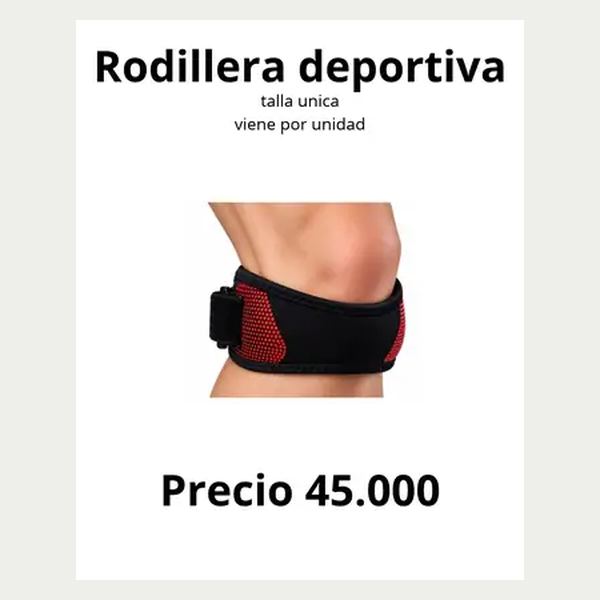 Rodillera deportiva
talla unica
viene por unidad
Precio 45.000